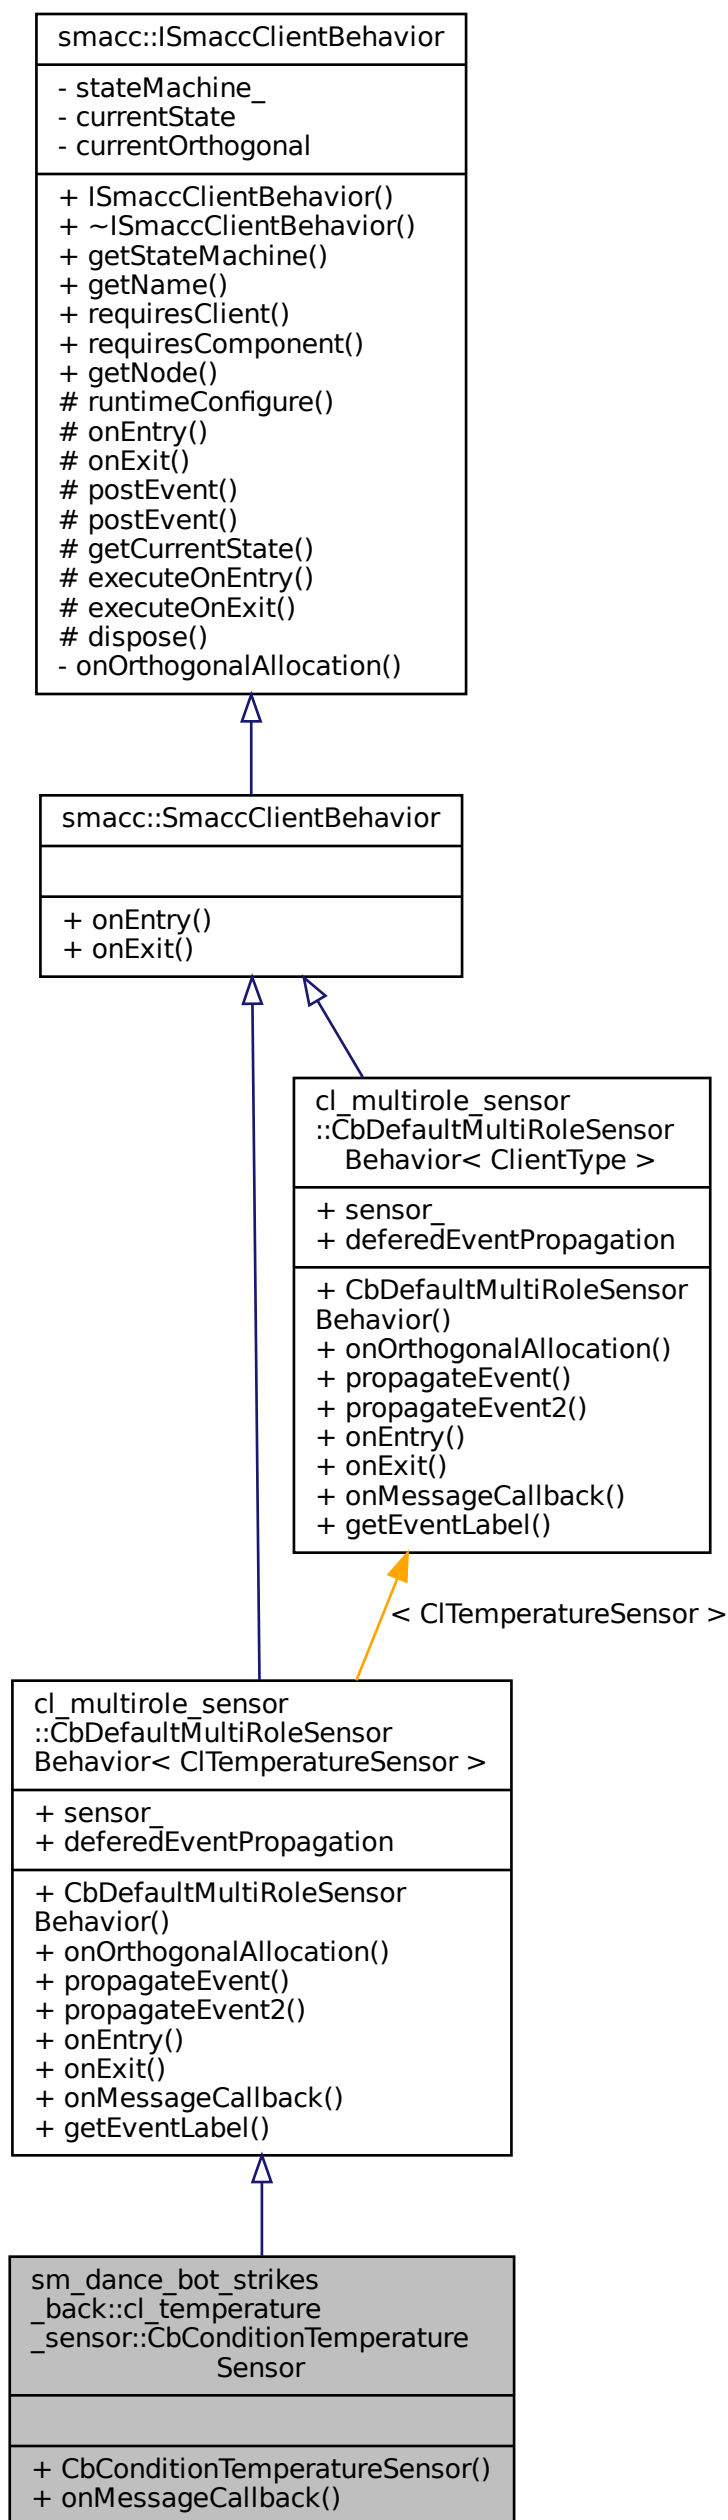 smacc::ISmaccClientBehavior
- stateMachine_
- currentState
- currentOrthogonal
+ ISmaccClientBehavior()
+ ~ISmaccClientBehavior()
+ getStateMachine()
+ getName()
+ requiresClient()
+ requiresComponent()
+ getNode()
# runtimeConfigure()
# onEntry()
# onExit()
# postEvent()
# postEvent()
# getCurrentState()
# executeOnEntry()
# executeOnExit()
# dispose()
- onOrthogonalAllocation()
smacc::SmaccClientBehavior
+ onEntry()
+ onExit()
cl_multirole_sensor
::CbDefaultMultiRoleSensor
Behavior< ClientType >
+ sensor_
+ deferedEventPropagation
+ CbDefaultMultiRoleSensor
Behavior()
+ onOrthogonalAllocation()
+ propagateEvent()
+ propagateEvent2()
+ onEntry()
+ onExit()
+ onMessageCallback()
+ getEventLabel()
< ClTemperatureSensor >
cl_multirole_sensor
::CbDefaultMultiRoleSensor
Behavior< ClTemperatureSensor >
+ sensor_
+ deferedEventPropagation
+ CbDefaultMultiRoleSensor
Behavior()
+ onOrthogonalAllocation()
+ propagateEvent()
+ propagateEvent2()
+ onEntry()
+ onExit()
+ onMessageCallback()
+ getEventLabel()
sm_dance_bot_strikes
_back::cl_temperature
_sensor::CbConditionTemperature
Sensor
+ CbConditionTemperatureSensor()
+ onMessageCallback()